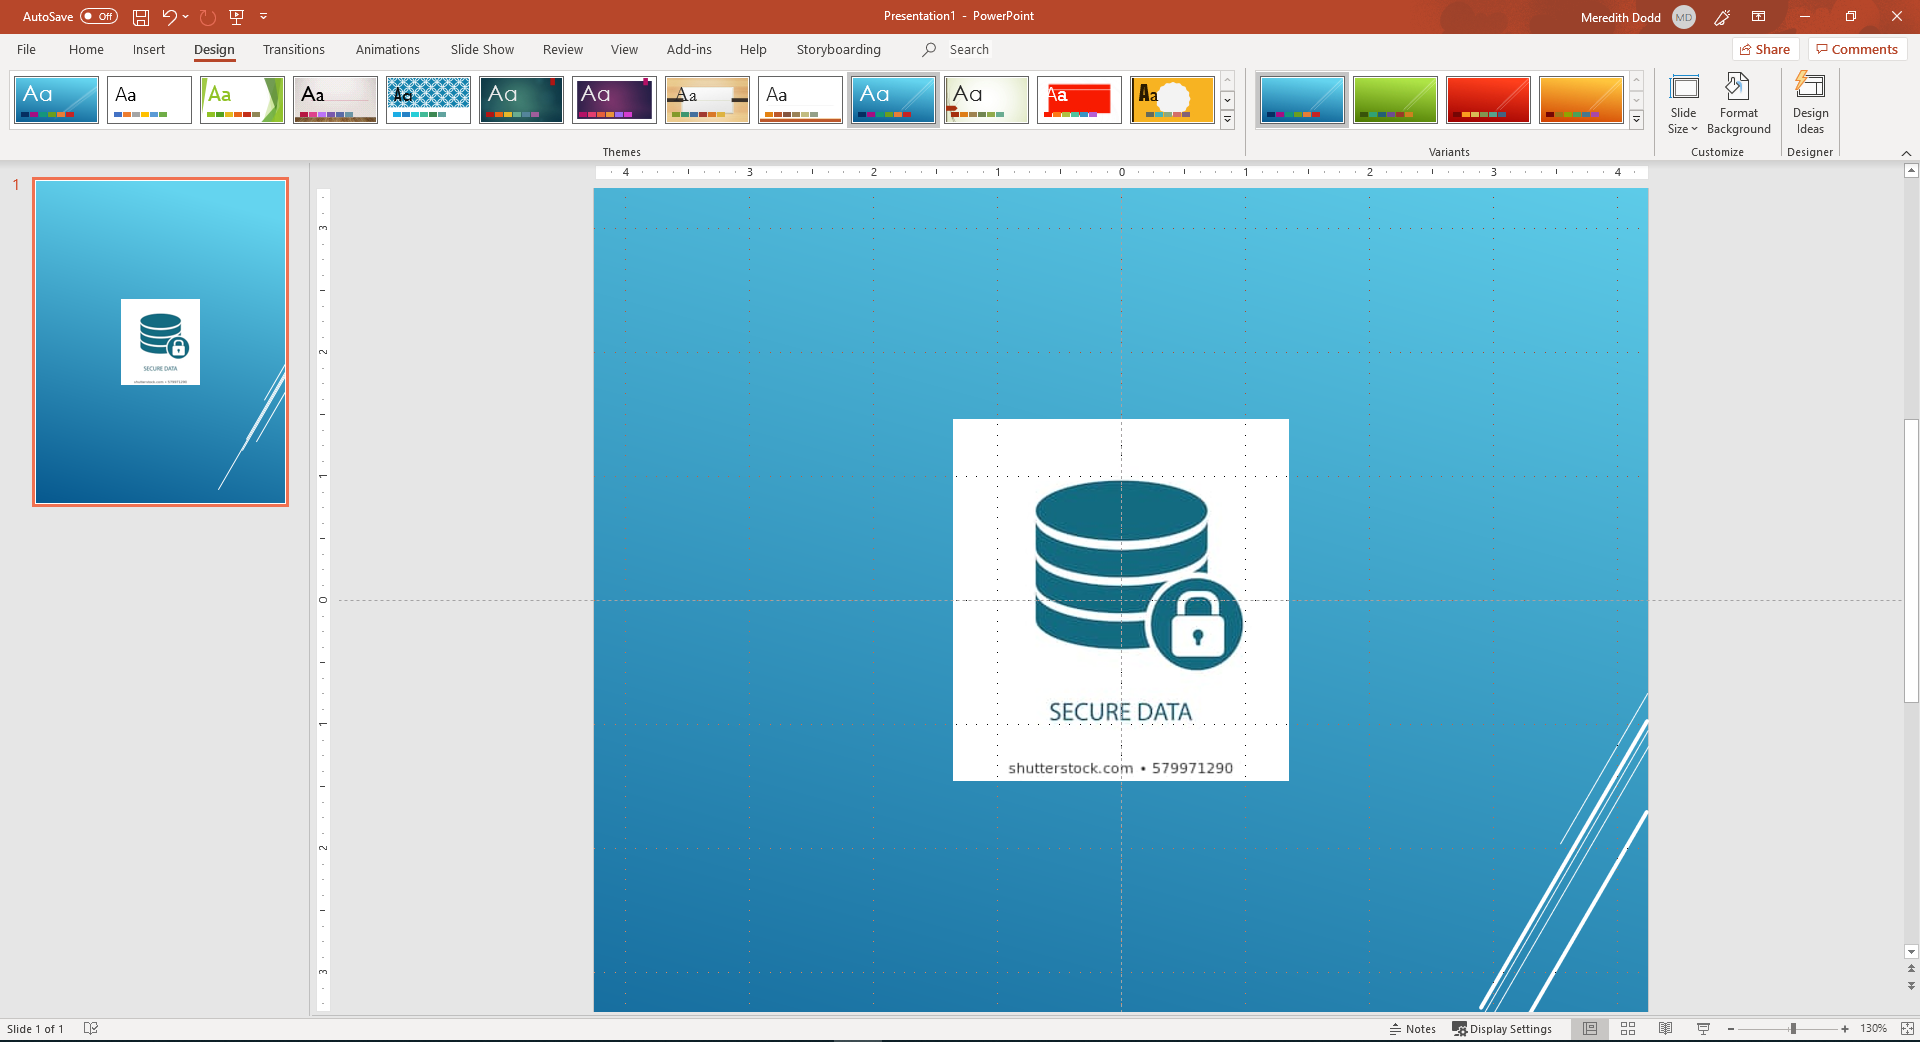 AutoSave Off
Presentation1 - PowerPoint
Meredith Dodd MD
File Home Insert Design Transitions Animations Slide Show Review View Add-ins Help Storyboarding Search
Share Comments
Aa Aa Aa Aa Aa Aa Aa Aa Aa Aa Aa Aa Aa
Slide Size
Format Background
Design Ideas
Themes Variants Customize Designer
4 3 2 1 0 1 2 3 4
1
3
2
1
0
1
2
3
SECURE DATA
shutterstock.com • 579971290
SECURE DATA
shutterstock.com • 579971290
Slide 1 of 1
Notes Display Settings 130%